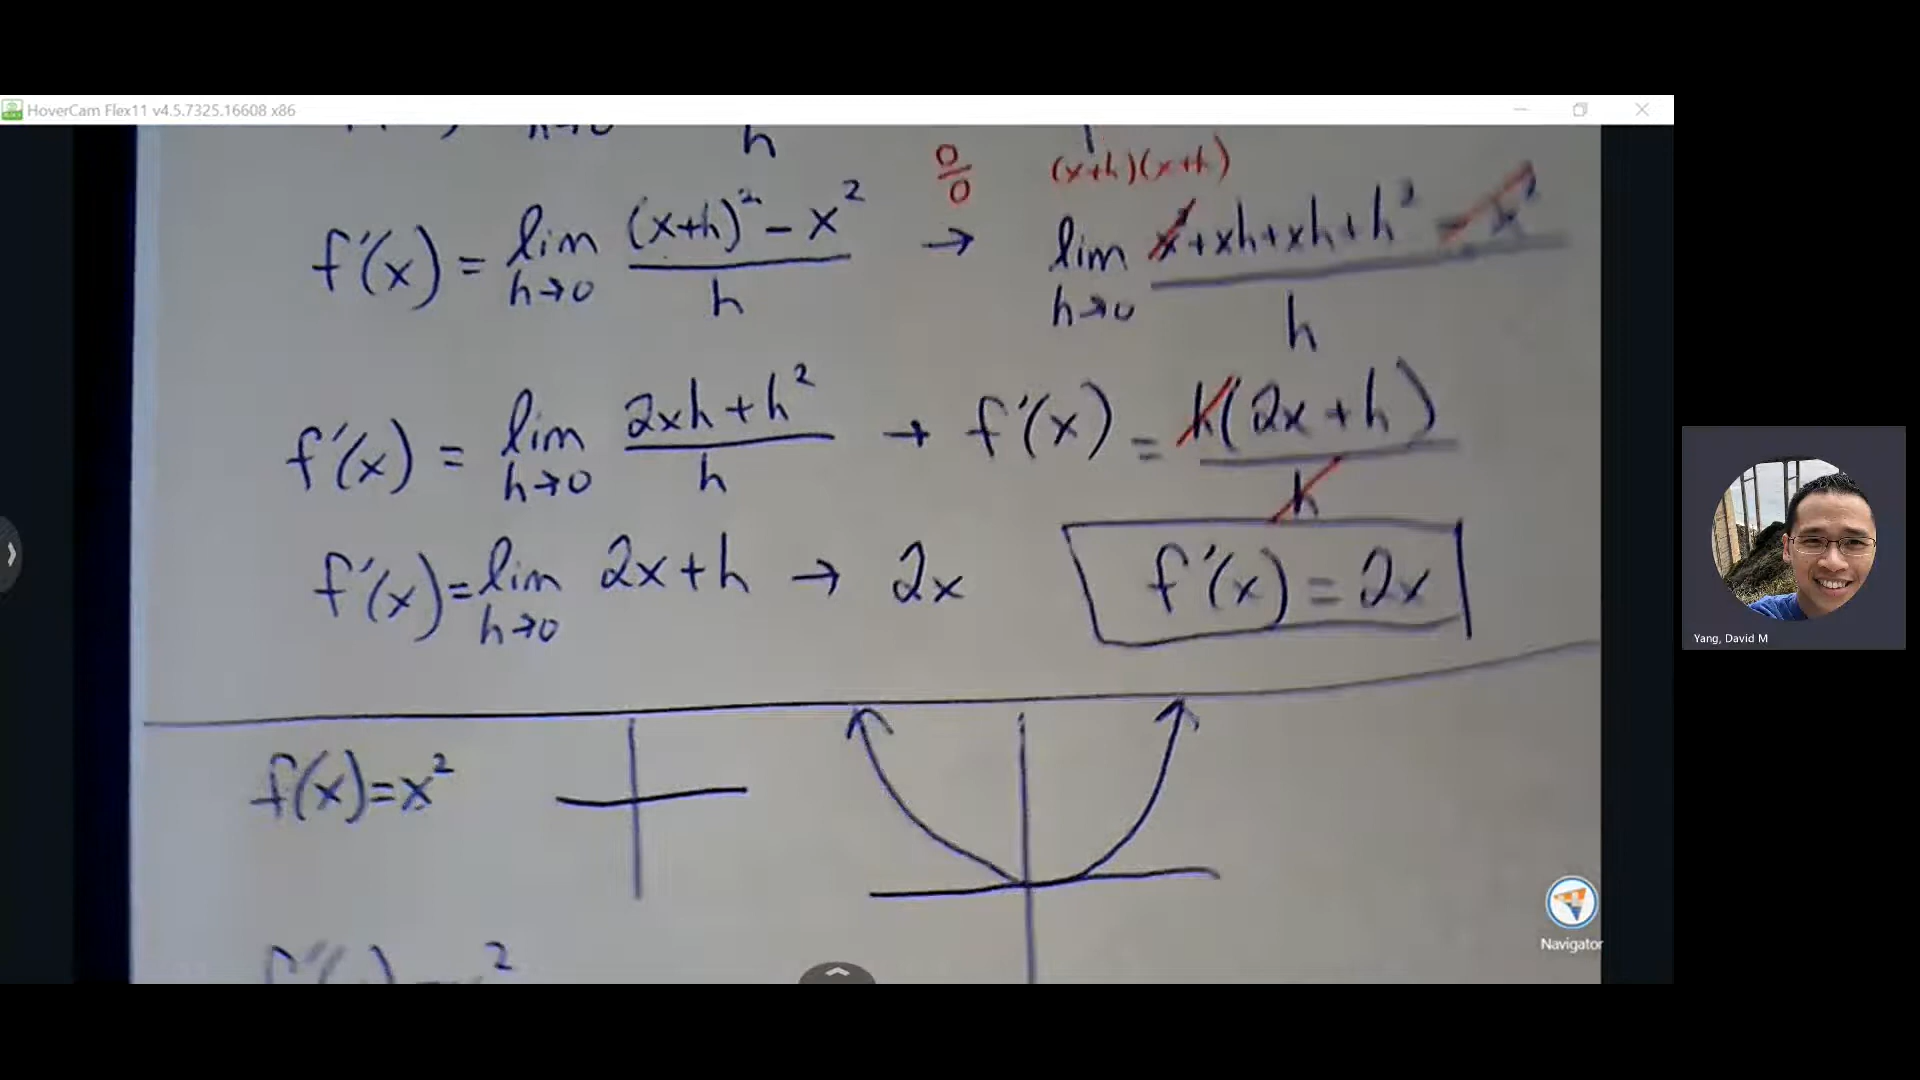 HoverCam Flex11 v4.5.7325.16608 x86
h
0/0 (x+h)(x+h)
f'(x) = lim h→0 (x+h)² - x² / h → lim h→0 x²+xh+xh+h² - x² / h
f'(x) = lim h→0 2xh+h² / h → f'(x) = h(2x+h) / h
f'(x) = lim h→0 2x+h → 2x f'(x) = 2x
Yang, David M
f(x)=x²
Navigator